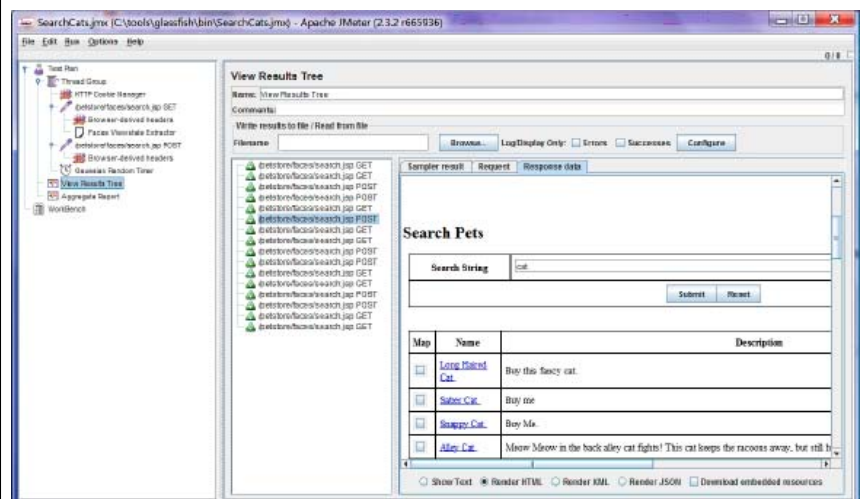 SearchCats.jmx (C:\tools\glassfish\bin\SearchCats.jmx) - Apache JMeter (2.3.2 r665936)
File Edit Run Options Help
0 / 8
Test Plan
Thread Group
HTTP Cookie Manager
/petstore/faces/search.jsp GET
Browser-derived headers
Faces Viewstate Extractor
/petstore/faces/search.jsp POST
Browser-derived headers
Gaussian Random Timer
View Results Tree
Aggregate Report
WorkBench
View Results Tree
Name: View Results Tree
Comments:
Write results to file / Read from file
Filename Browse... Log/Display Only: Errors Successes Configure
/petstore/faces/search.jsp GET
/petstore/faces/search.jsp GET
/petstore/faces/search.jsp POST
/petstore/faces/search.jsp POST
/petstore/faces/search.jsp GET
/petstore/faces/search.jsp POST
/petstore/faces/search.jsp GET
/petstore/faces/search.jsp GET
/petstore/faces/search.jsp POST
/petstore/faces/search.jsp GET
/petstore/faces/search.jsp GET
/petstore/faces/search.jsp POST
/petstore/faces/search.jsp POST
/petstore/faces/search.jsp GET
/petstore/faces/search.jsp GET
/petstore/faces/search.jsp GET
Sampler result Request Response data
Search Pets
Search String cat
Submit Reset
Map Name Description
Long Haired Cat Buy this fancy cat.
Saber Cat Buy me
Snappy Cat Buy Me.
Alley Cat Meow Meow in the back alley cat fights! This cat keeps the racoons away, but still h
Show Text Render HTML Render XML Render JSON Download embedded resources